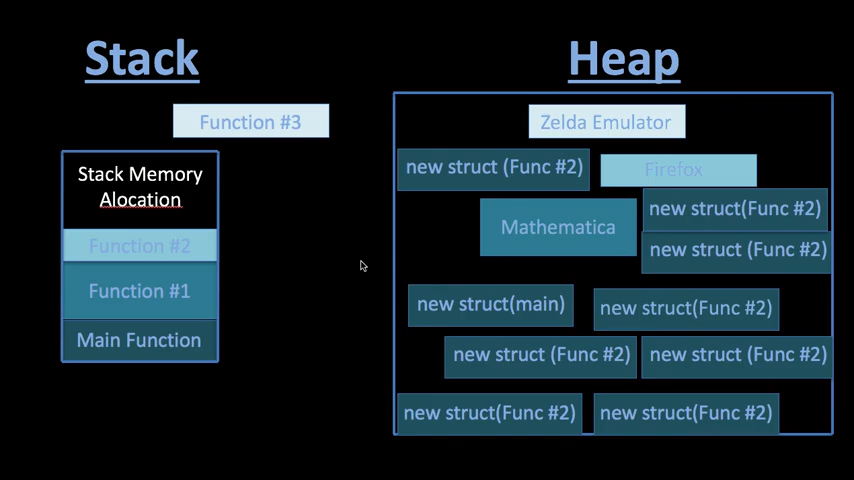 Stack
Heap
Function #3
Stack Memory
Alocation
Function #2
Function #1
Main Function
Zelda Emulator
new struct (Func #2)
Firefox
Mathematica
new struct(Func #2)
new struct (Func #2)
new struct(main)
new struct(Func #2)
new struct (Func #2)
new struct (Func #2)
new struct(Func #2)
new struct(Func #2)